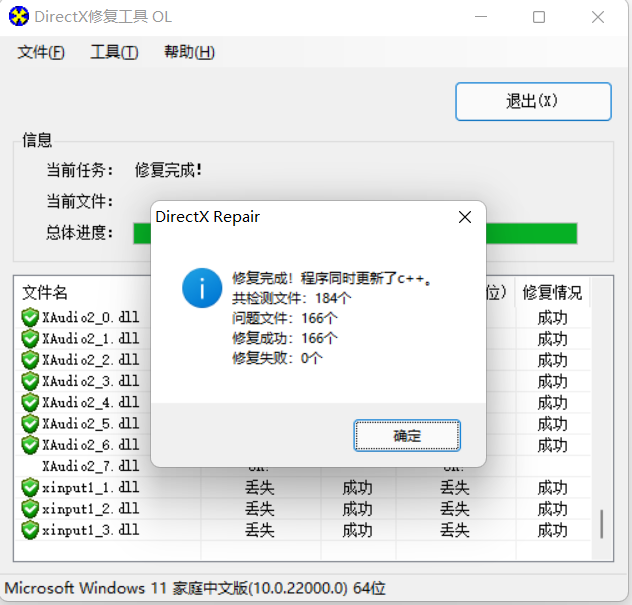 DirectX修复工具 OL
文件(F) 工具(T) 帮助(H)
退出(X)
信息
当前任务： 修复完成!
当前文件：
总体进度：
DirectX Repair
修复完成！程序同时更新了c++。
共检测文件：184个
问题文件：166个
修复成功：166个
修复失败：0个
确定
文件名 位) 修复情况
XAudio2_0.dll 成功
XAudio2_1.dll 成功
XAudio2_2.dll 成功
XAudio2_3.dll 成功
XAudio2_4.dll 成功
XAudio2_5.dll 成功
XAudio2_6.dll 成功
XAudio2_7.dll
xinput1_1.dll 丢失 成功 丢失 成功
xinput1_2.dll 丢失 成功 丢失 成功
xinput1_3.dll 丢失 成功 丢失 成功
Microsoft Windows 11 家庭中文版(10.0.22000.0) 64位